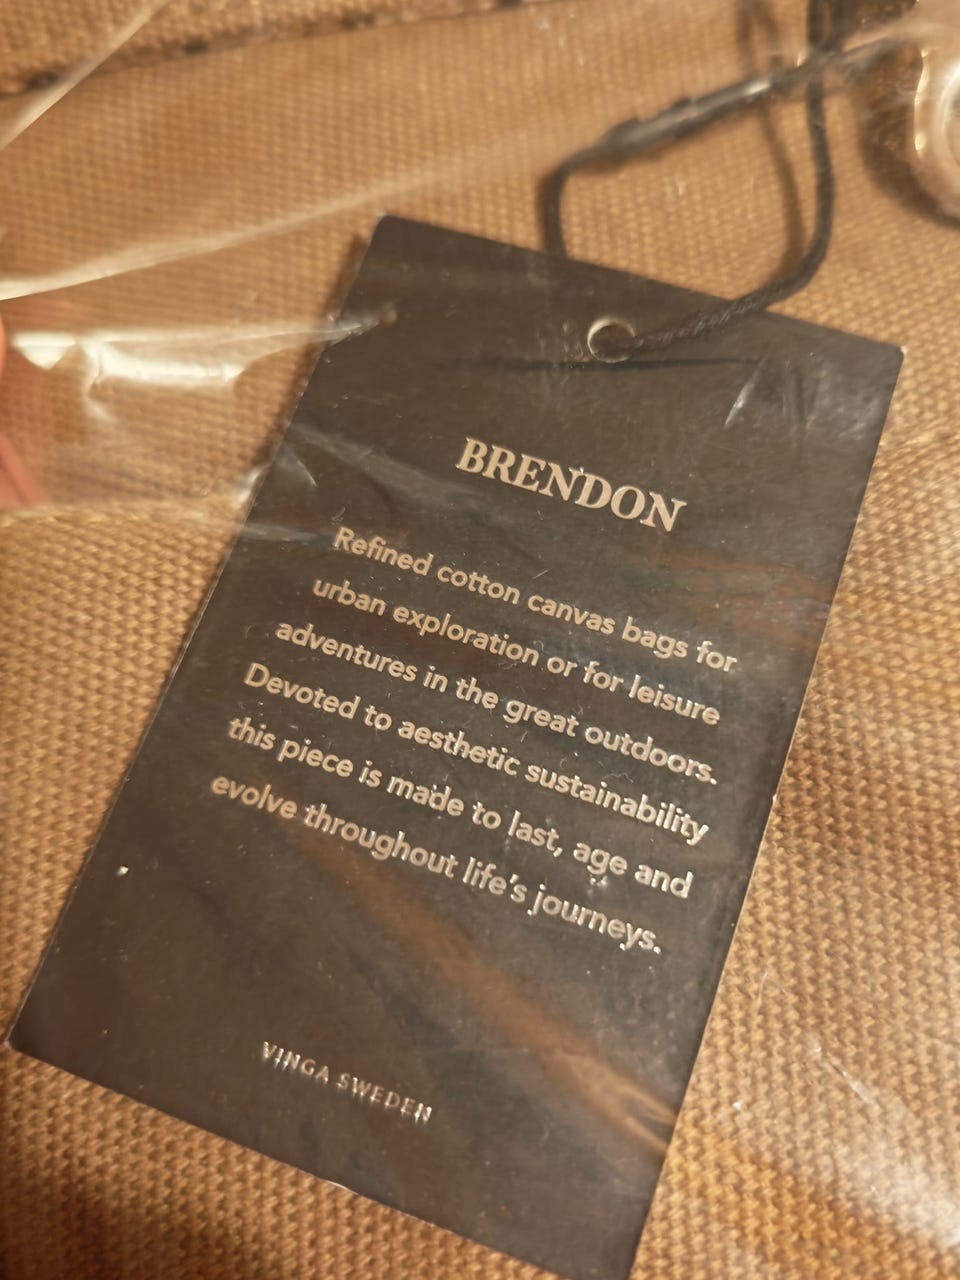 BRENDON
Refined cotton canvas bags for
urban exploration or for leisure
adventures in the great outdoors.
Devoted to aesthetic sustainability
this piece is made to last, age and
evolve throughout life's journeys.
VINGA SWEDEN